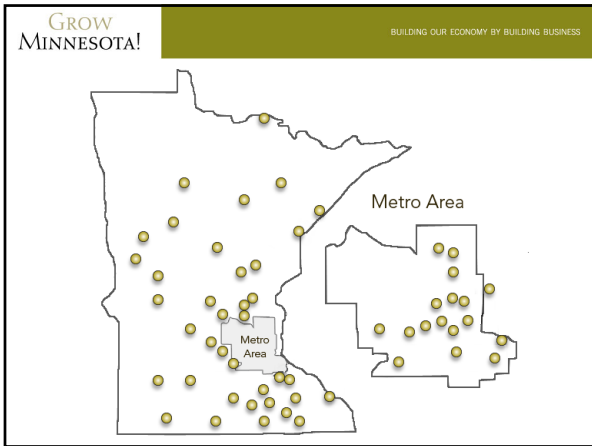 GROW
MINNESOTA!
BUILDING OUR ECONOMY BY BUILDING BUSINESS
Metro Area
Metro
Area